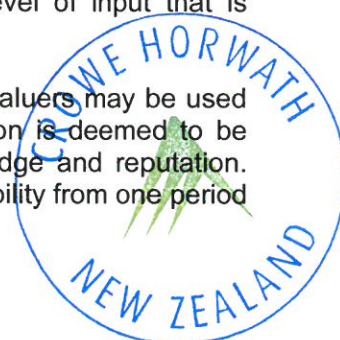 evel of input that is
CROWE HORWATH
aluers may be used
on is deemed to be
dge and reputation.
bility from one period
NEW ZEALAND